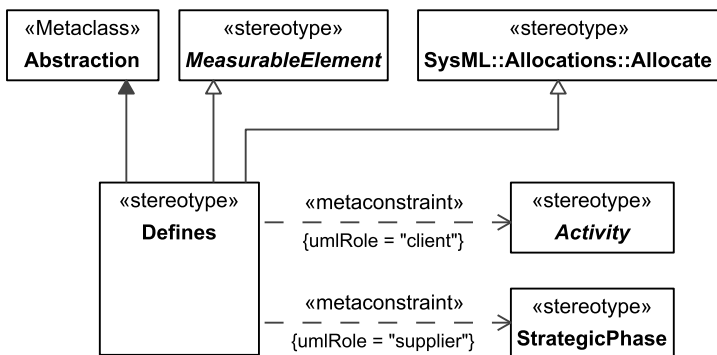 «Metaclass»
Abstraction
«stereotype»
MeasurableElement
«stereotype»
SysML::Allocations::Allocate
«stereotype»
Defines
«metaconstraint»
{umlRole = "client"}
«stereotype»
Activity
«metaconstraint»
{umlRole = "supplier"}
«stereotype»
StrategicPhase